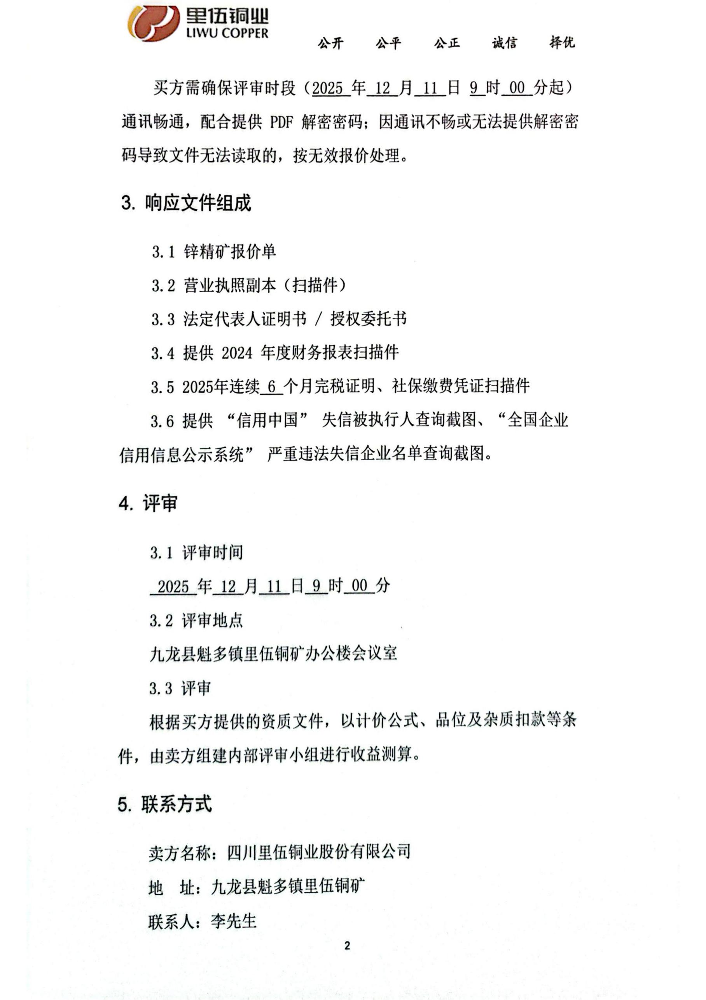 里伍铜业
LIWU COPPER
公开 公平 公正 诚信 择优
买方需确保评审时段（2025 年 12 月 11 日 9 时 00 分起）
通讯畅通，配合提供 PDF 解密密码；因通讯不畅或无法提供解密密
码导致文件无法读取的，按无效报价处理。
3. 响应文件组成
3.1 锌精矿报价单
3.2 营业执照副本（扫描件）
3.3 法定代表人证明书 / 授权委托书
3.4 提供 2024 年度财务报表扫描件
3.5 2025年连续 6 个月完税证明、社保缴费凭证扫描件
3.6 提供 “信用中国” 失信被执行人查询截图、“全国企业
信用信息公示系统” 严重违法失信企业名单查询截图。
4. 评审
3.1 评审时间
2025 年 12 月 11 日 9 时 00 分
3.2 评审地点
九龙县魁多镇里伍铜矿办公楼会议室
3.3 评审
根据买方提供的资质文件，以计价公式、品位及杂质扣款等条
件，由卖方组建内部评审小组进行收益测算。
5. 联系方式
卖方名称：四川里伍铜业股份有限公司
地 址：九龙县魁多镇里伍铜矿
联系人：李先生
2